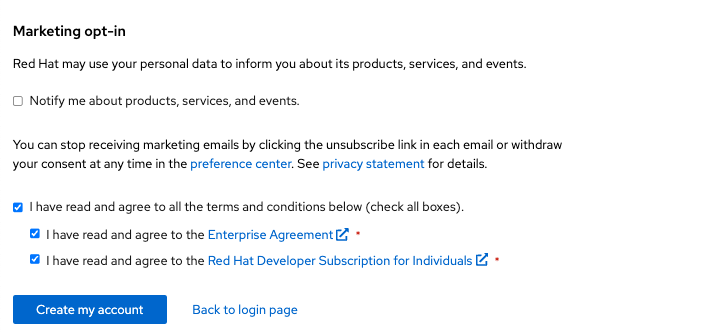 Marketing opt-in
Red Hat may use your personal data to inform you about its products, services, and events.
Notify me about products, services, and events.
You can stop receiving marketing emails by clicking the unsubscribe link in each email or withdraw
your consent at any time in the preference center. See privacy statement for details.
I have read and agree to all the terms and conditions below (check all boxes).
I have read and agree to the Enterprise Agreement *
I have read and agree to the Red Hat Developer Subscription for Individuals *
Create my account Back to login page